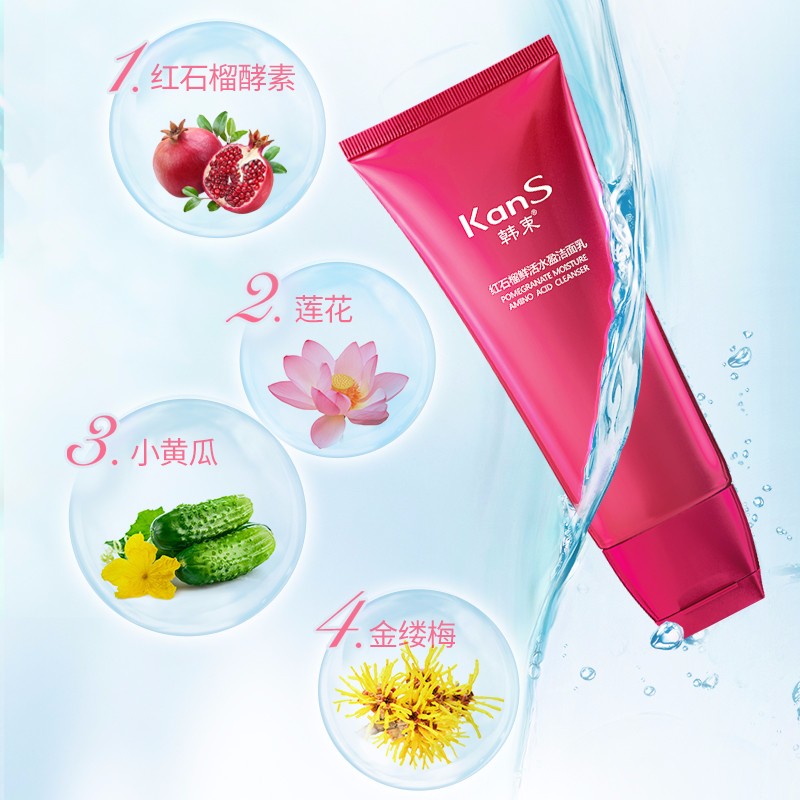 1. 红石榴酵素
2. 莲花
3. 小黄瓜
4. 金缕梅
KanS
韩束®
红石榴鲜活水盈洁面乳
POMEGRANATE MOISTURE
AMINO ACID CLEANSER